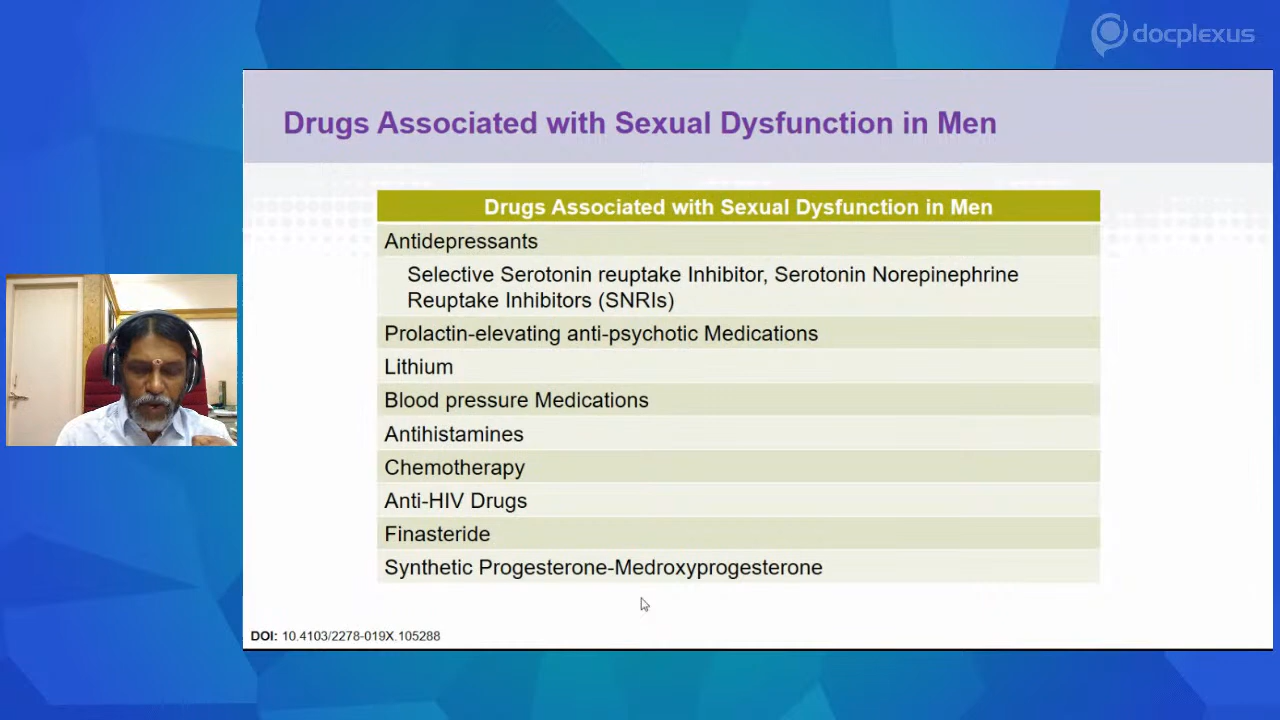 docplexus
Drugs Associated with Sexual Dysfunction in Men
Drugs Associated with Sexual Dysfunction in Men
Antidepressants
Selective Serotonin reuptake Inhibitor, Serotonin Norepinephrine
Reuptake Inhibitors (SNRIs)
Prolactin-elevating anti-psychotic Medications
Lithium
Blood pressure Medications
Antihistamines
Chemotherapy
Anti-HIV Drugs
Finasteride
Synthetic Progesterone-Medroxyprogesterone
DOI: 10.4103/2278-019X.105288